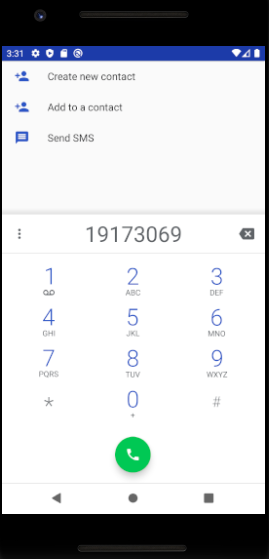 3:31
Create new contact
Add to a contact
Send SMS
19173069
1 2 3
ABC DEF
4 5 6
GHI JKL MNO
7 8 9
PQRS TUV WXYZ
* 0 #
+